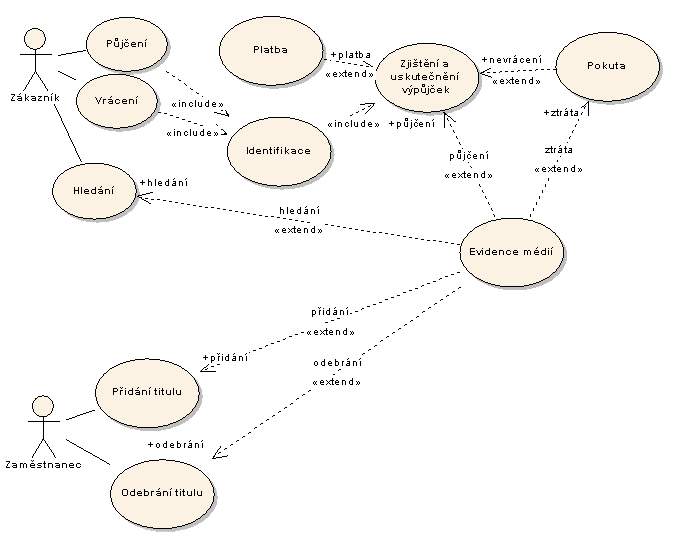 Půjčení
Platba
+platba
«extend»
Zjištění a
uskutečnění
výpůjček
+nevrácení
«extend»
Pokuta
Zákazník
Vrácení
«include»
«include»
Identifikace
«include»
+půjčení
+ztráta
půjčení
«extend»
ztráta
«extend»
Hledání
+hledání
hledání
«extend»
Evidence médií
přidání
«extend»
+přidání
odebrání
«extend»
Přidání titulu
Zaměstnanec
+odebrání
Odebrání titulu